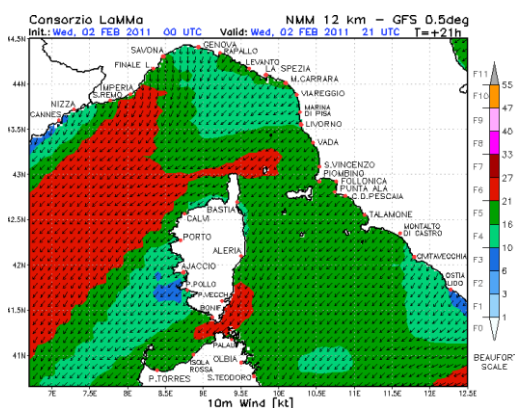 Consorzio LaMMa NMM 12 km – GFS 0.5deg
Init.: Wed, 02 FEB 2011 00 UTC Valid: Wed, 02 FEB 2011 21 UTC T=+21h
44.5N
GENOVA
SAVONA
RAPALLO
FINALE L.
LEVANTO
LA SPEZIA
44N
M.CARRARA
IMPERIA
S.REMO
VIAREGGIO
NIZZA
MARINA
DI PISA
CANNES
LIVORNO
43.5N
VADA
S.VINCENZO
PIOMBINO
43N
FOLLONICA
PUNTA ALA
C.D.PESCAIA
BASTIA
CALVI
TALAMONE
42.5N
PORTO
MONTALTO
DI CASTRO
ALERIA
42N
CIVITAVECCHIA
AJACCIO
OSTIA
LIDO
P.POLLO
P.VECCH
41.5N
BONIF.
PALAU
41N
ISOLA
ROSSA
OLBIA
P.TORRES
S.TEODORO
7E 7.5E 8E 8.5E 9E 9.5E 10E 10.5E 11E 11.5E 12E 12.5E
10m Wind [kt]
F11
55
F10
47
F9
40
F8
33
F7
27
F6
21
F5
16
F4
10
F3
6
F2
3
F1
1
F0
BEAUFORT
SCALE